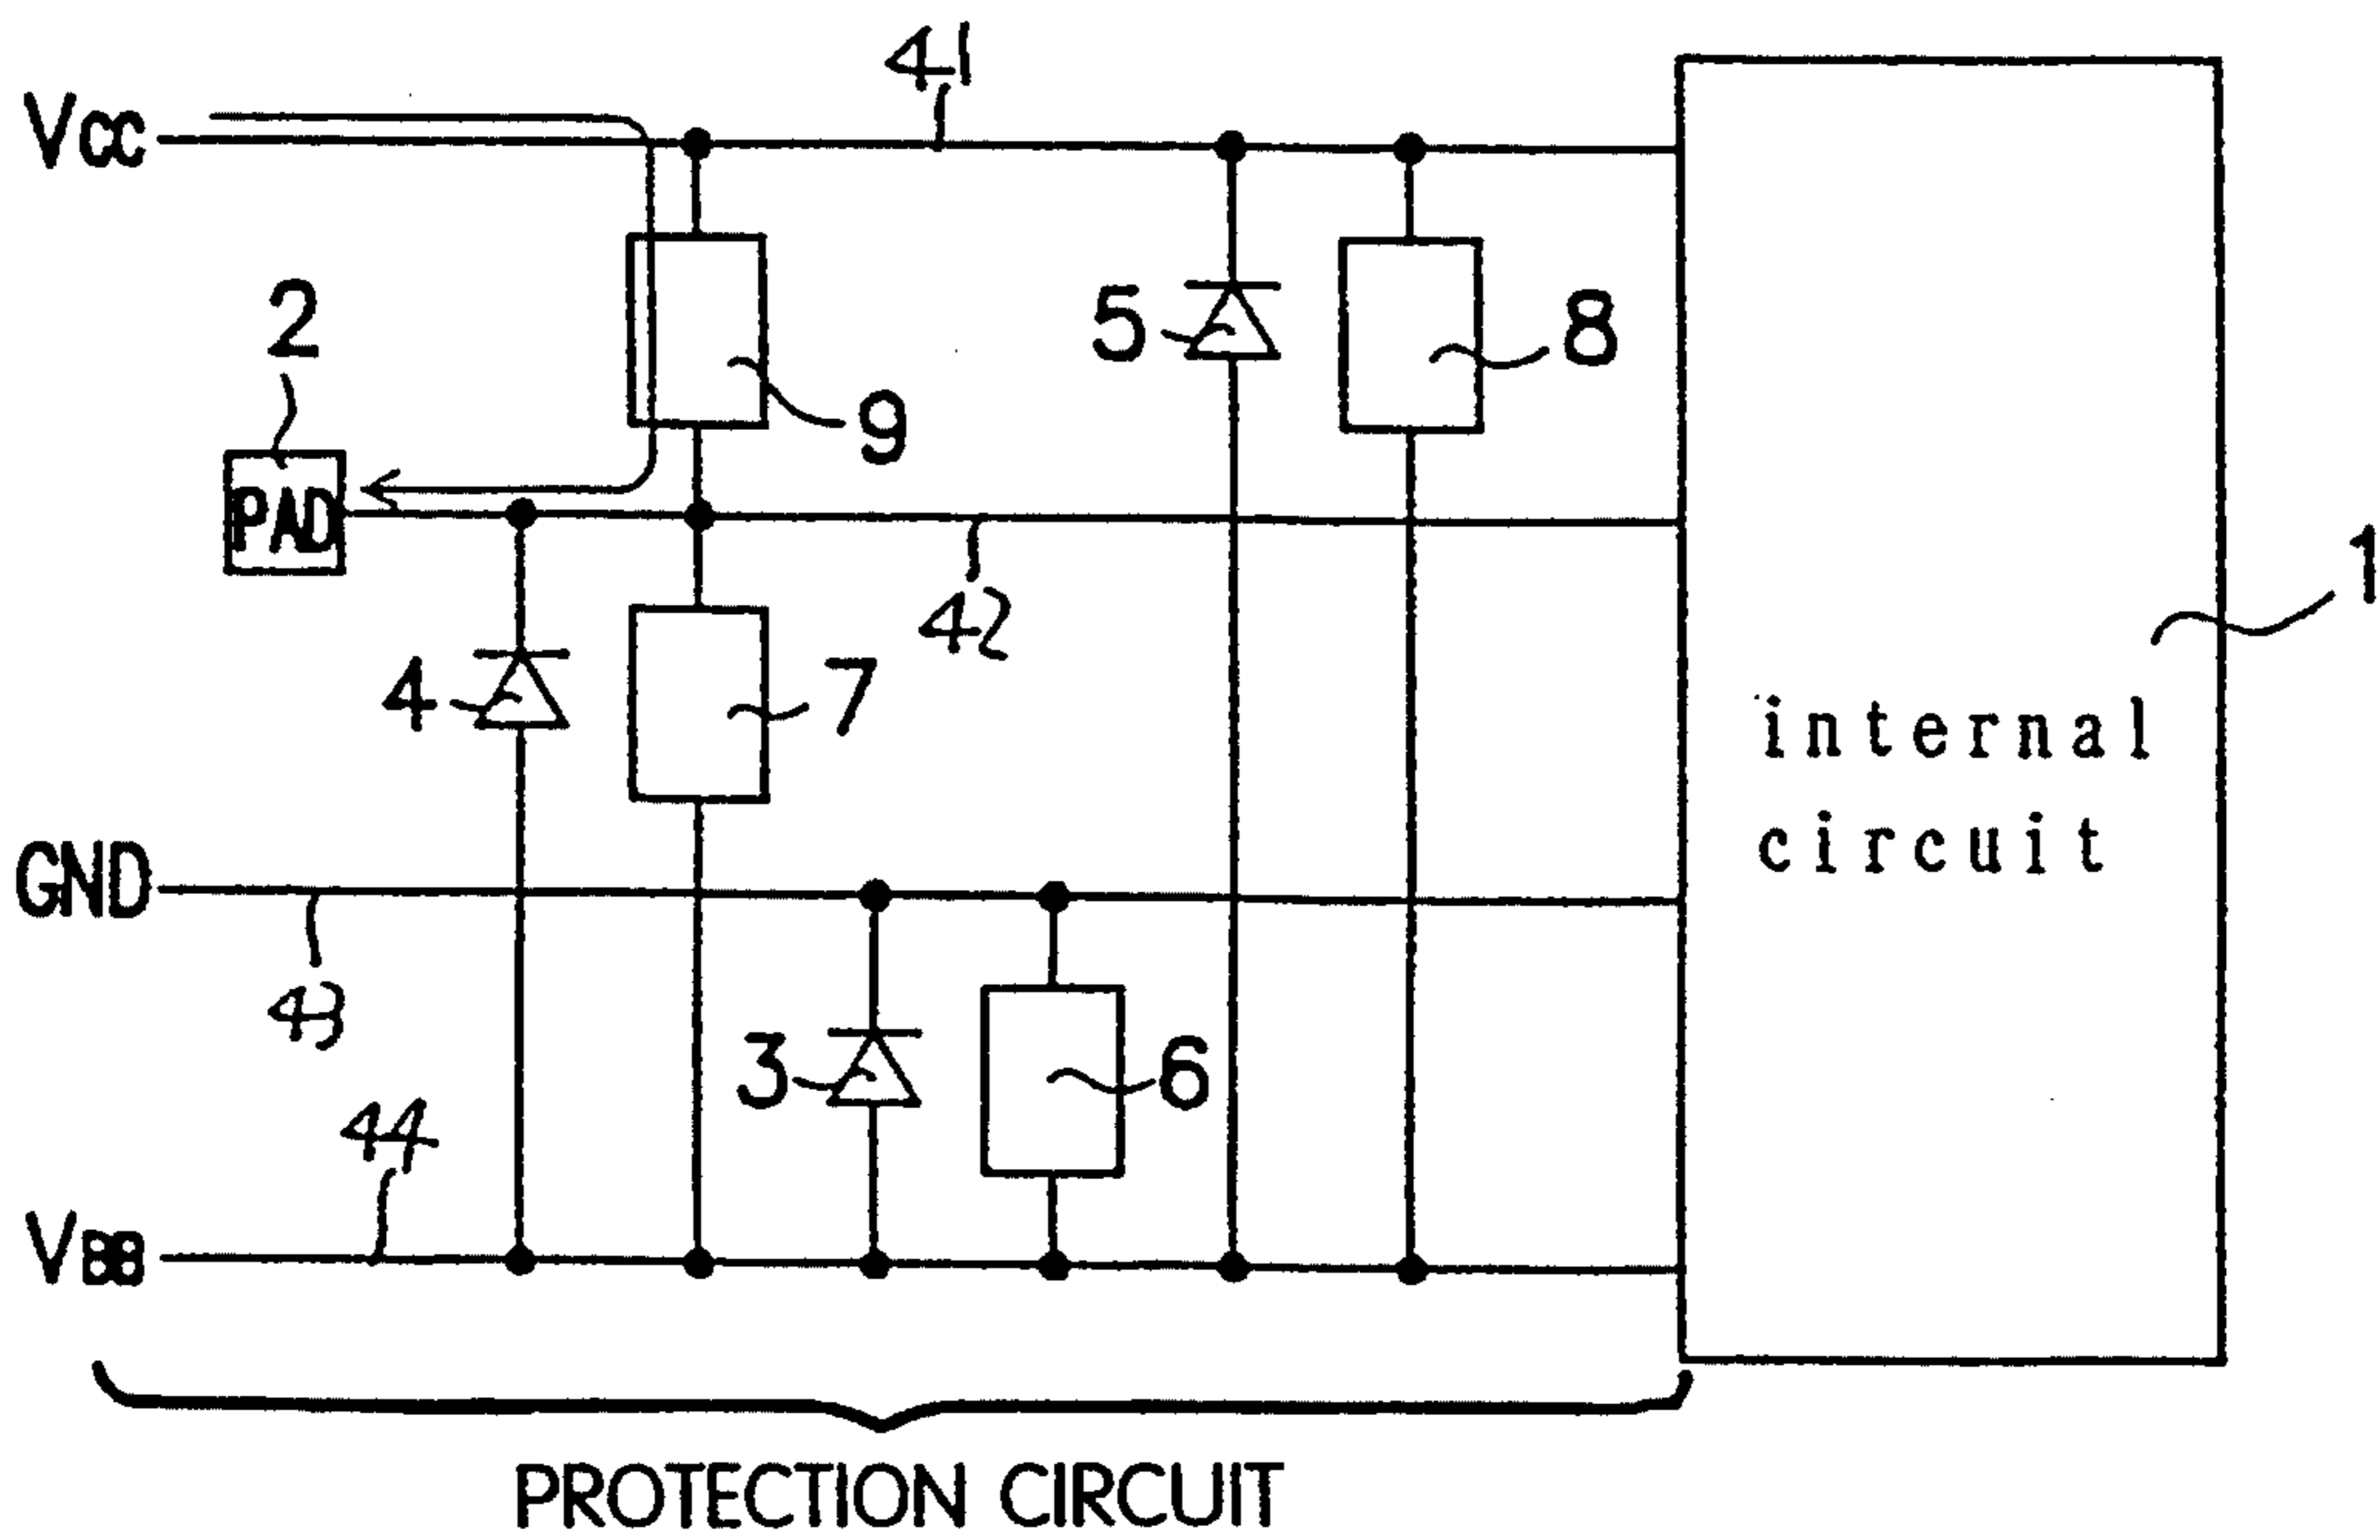 41
VCC
2
5
8
9
PAD
1
42
4
7
internal
circuit
GND
43
3
6
44
VBB
PROTECTION CIRCUIT